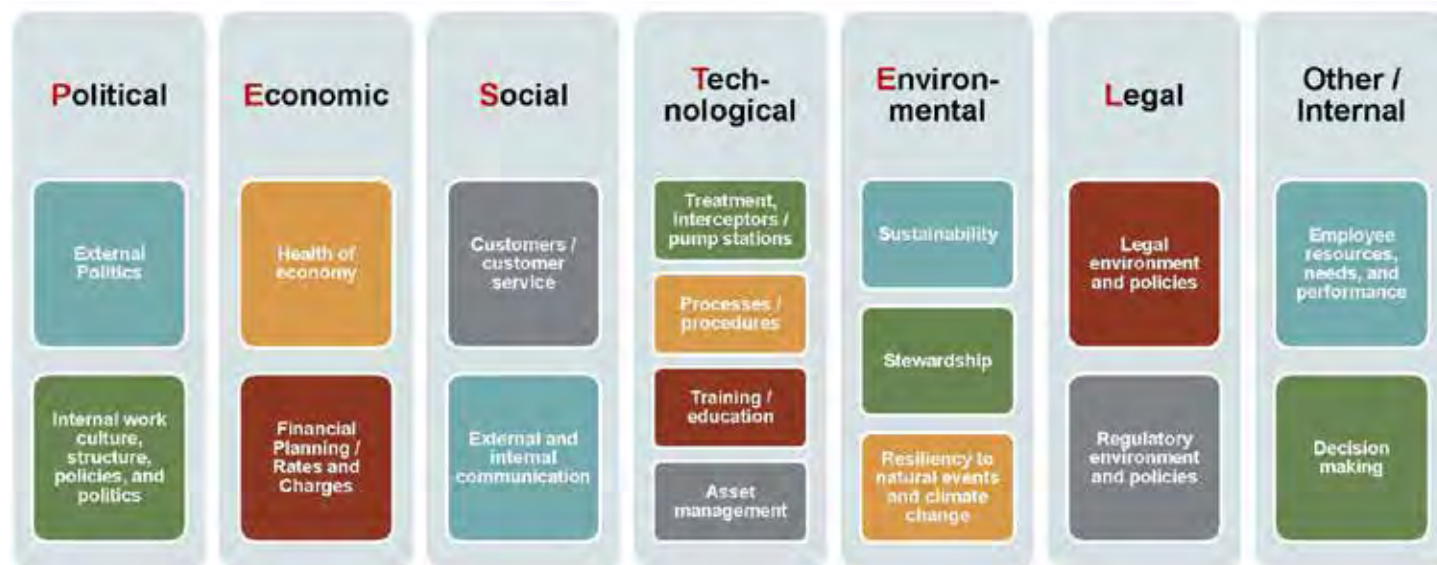 Political
External
Politics
Internal work
culture,
structure,
policies, and
politics
Economic
Health of
economy
Financial
Planning /
Rates and
Charges
Social
Customers /
customer
service
External and
internal
communication
Tech-
nological
Treatment,
interceptors /
pump stations
Processes /
procedures
Training /
education
Asset
management
Environ-
mental
Sustainability
Stewardship
Resiliency to
natural events
and climate
change
Legal
Legal
environment
and policies
Regulatory
environment
and policies
Other /
Internal
Employee
resources,
needs, and
performance
Decision
making